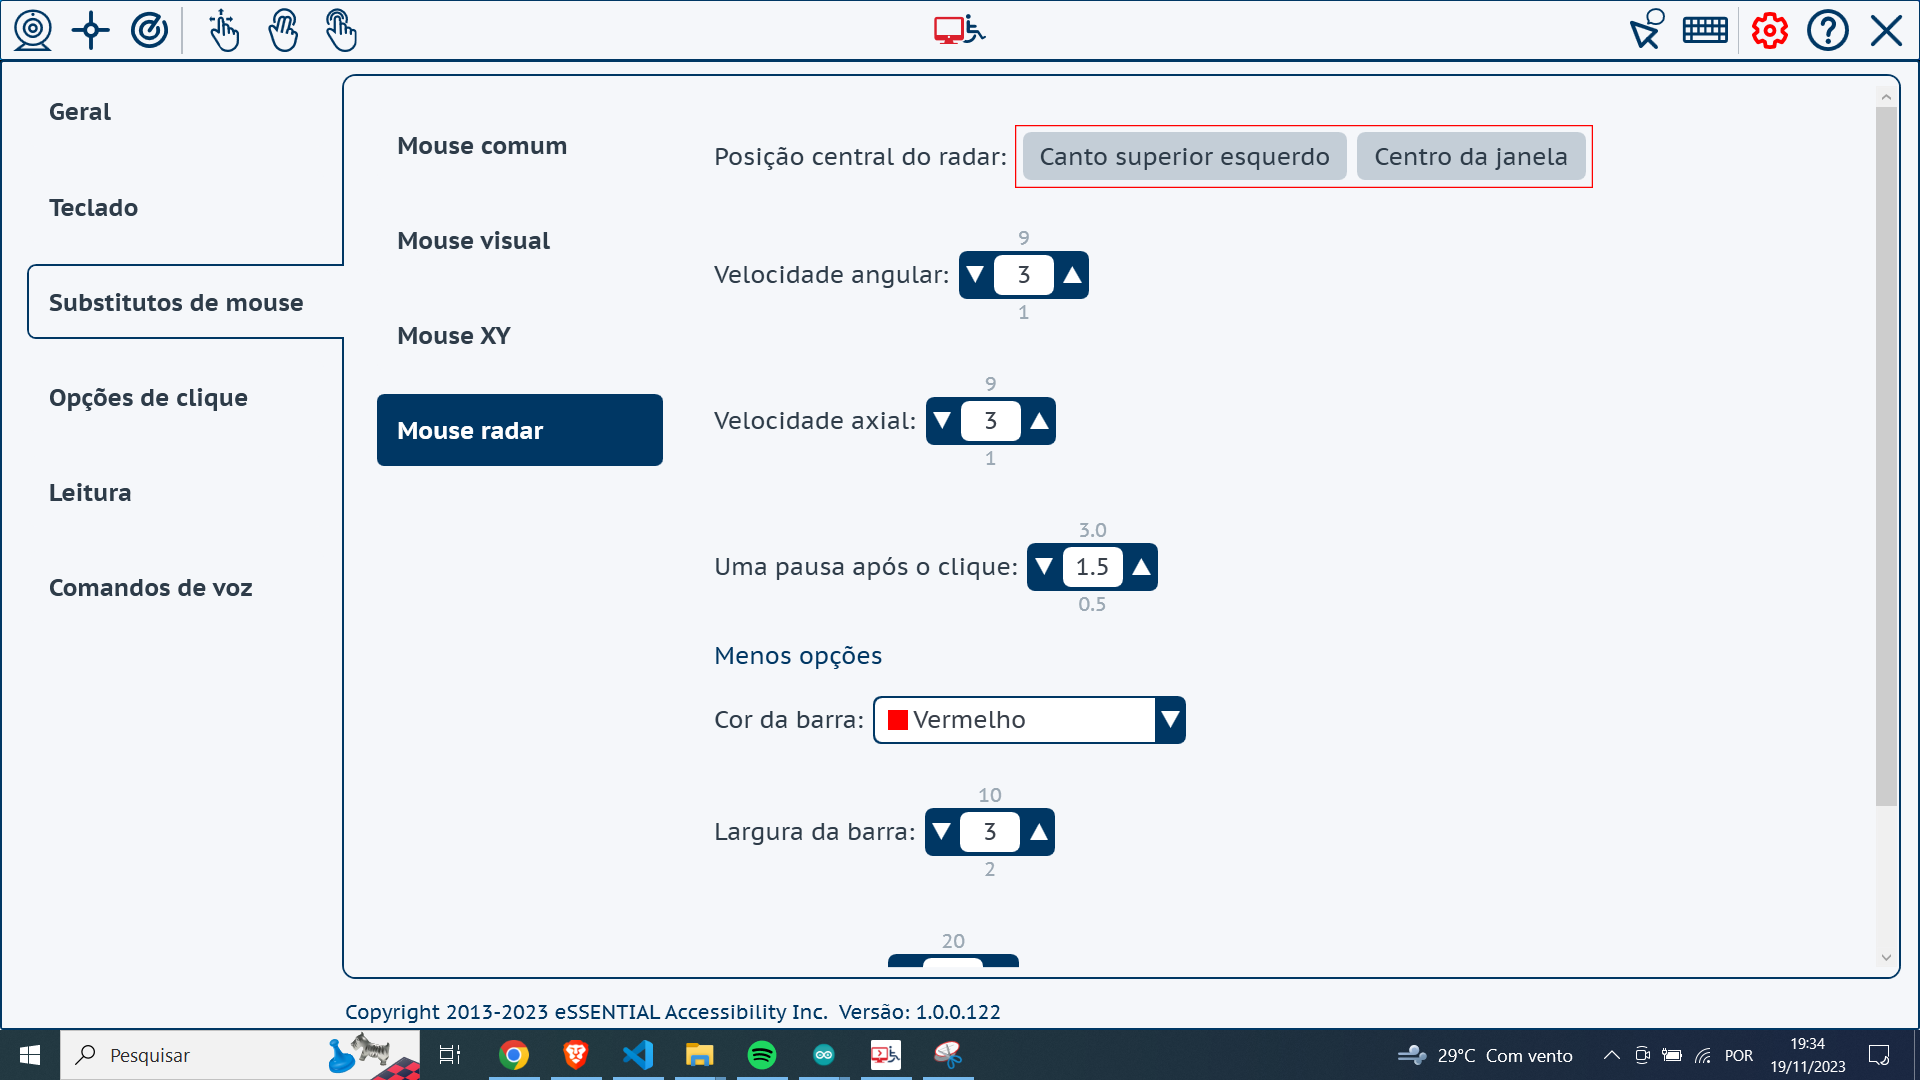 Geral
Teclado
Substitutos de mouse
Opções de clique
Leitura
Comandos de voz
Mouse comum
Mouse visual
Mouse XY
Mouse radar
Posição central do radar: Canto superior esquerdo Centro da janela
9
Velocidade angular: 3
1
9
Velocidade axial: 3
1
3.0
Uma pausa após o clique: 1.5
0.5
Menos opções
Cor da barra: Vermelho
10
Largura da barra: 3
2
20
Copyright 2013-2023 eSSENTIAL Accessibility Inc. Versão: 1.0.0.122
Pesquisar
29°C Com vento
POR
19:34
19/11/2023